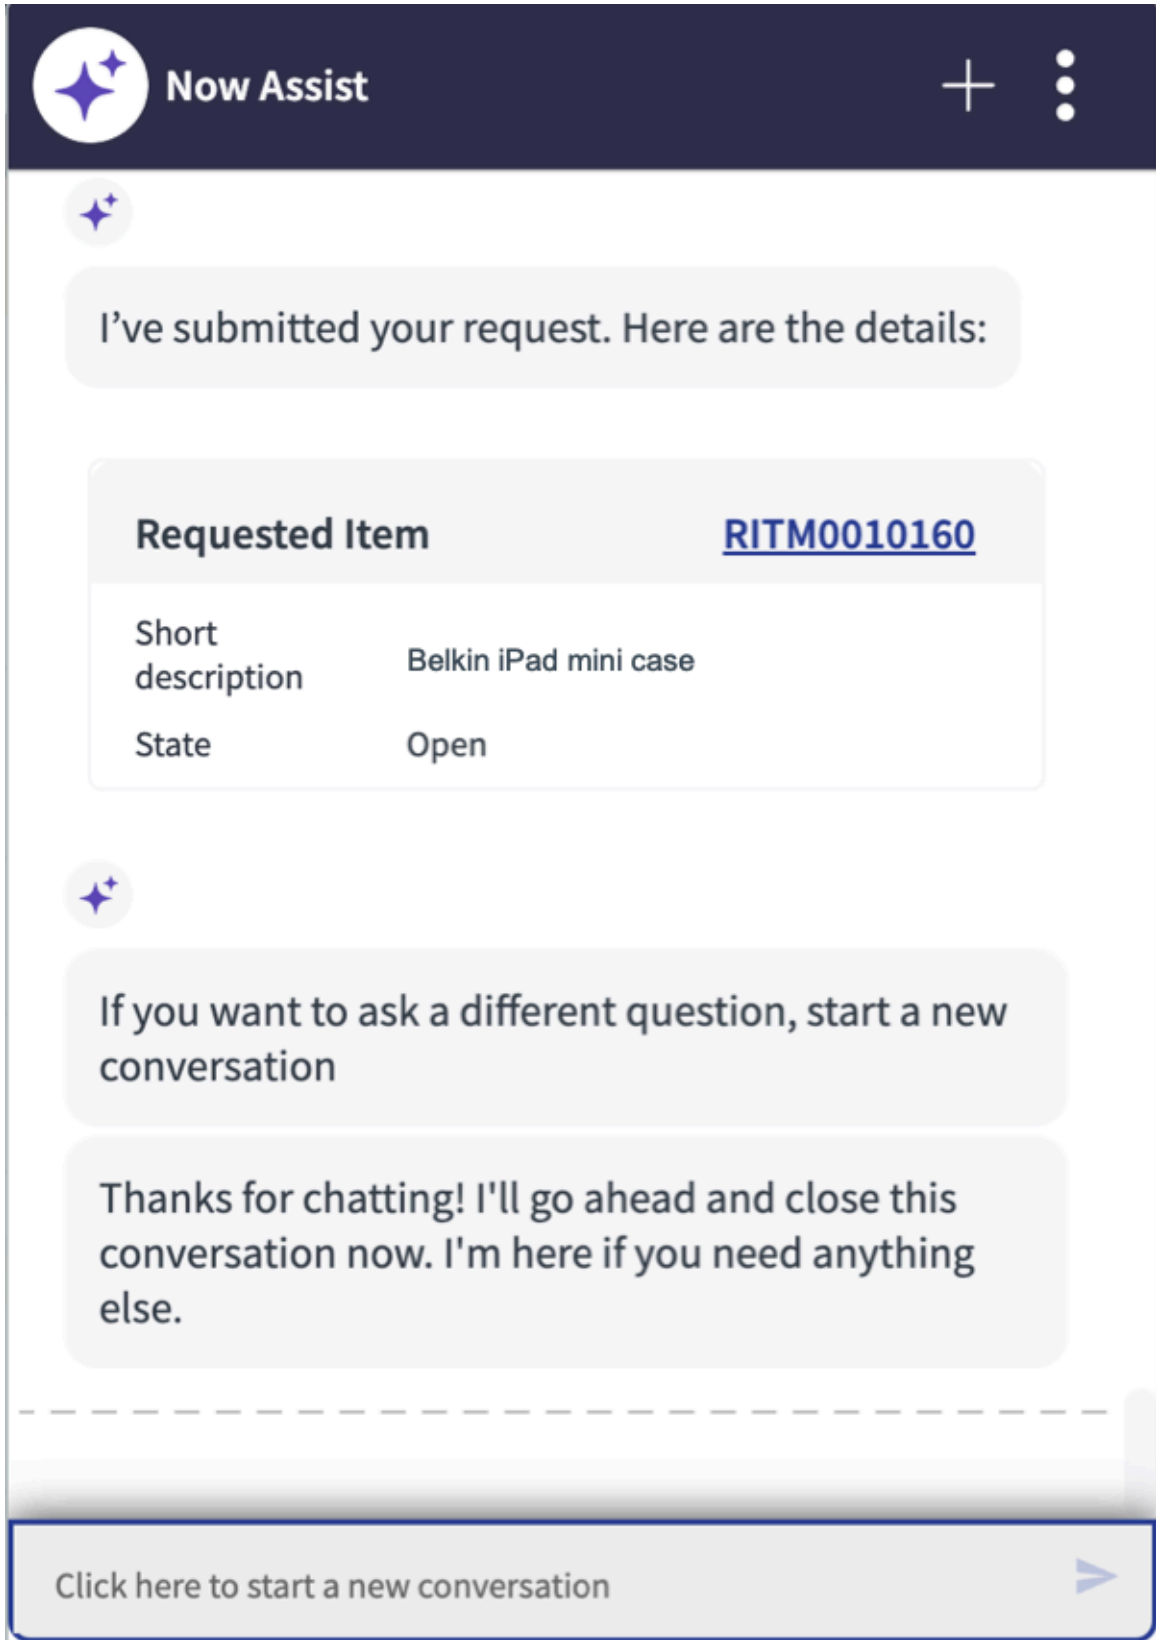 Now Assist
I’ve submitted your request. Here are the details:
Requested Item RITM0010160
Short
description
Belkin iPad mini case
State Open
If you want to ask a different question, start a new
conversation
Thanks for chatting! I'll go ahead and close this
conversation now. I'm here if you need anything
else.
Click here to start a new conversation